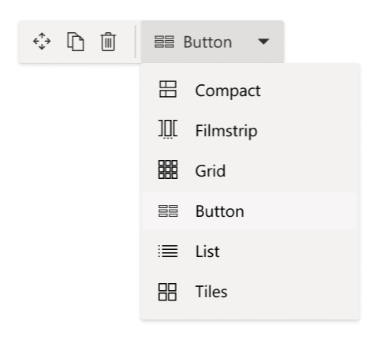 Button
Compact
Filmstrip
Grid
Button
List
Tiles